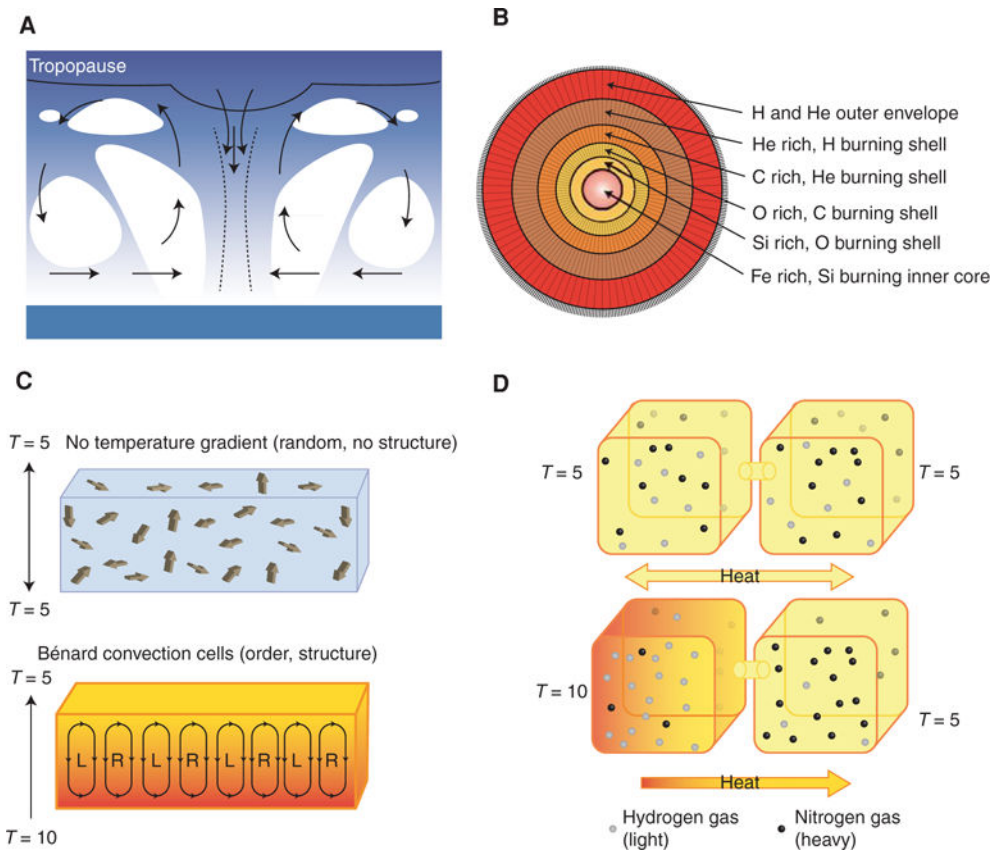 A
Tropopause
B
H and He outer envelope
He rich, H burning shell
C rich, He burning shell
O rich, C burning shell
Si rich, O burning shell
Fe rich, Si burning inner core
C
T = 5 No temperature gradient (random, no structure)
T = 5
Bénard convection cells (order, structure)
T = 5
L R L R L R L R
T = 10
D
T = 5
T = 5
Heat
T = 10
T = 5
Heat
Hydrogen gas
(light)
Nitrogen gas
(heavy)